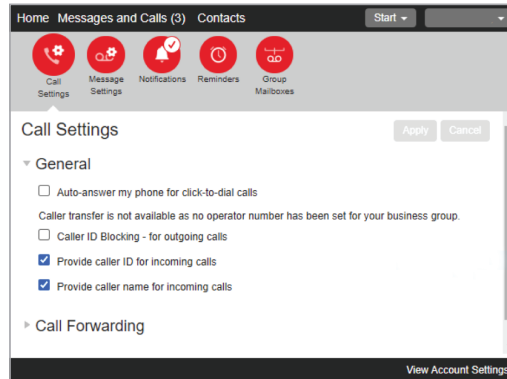 Home Messages and Calls (3) Contacts Start
Call Settings
Message Settings
Notifications
Reminders
Group Mailboxes
Call Settings Apply Cancel
General
Auto-answer my phone for click-to-dial calls
Caller transfer is not available as no operator number has been set for your business group.
Caller ID Blocking - for outgoing calls
Provide caller ID for incoming calls
Provide caller name for incoming calls
Call Forwarding
View Account Settings